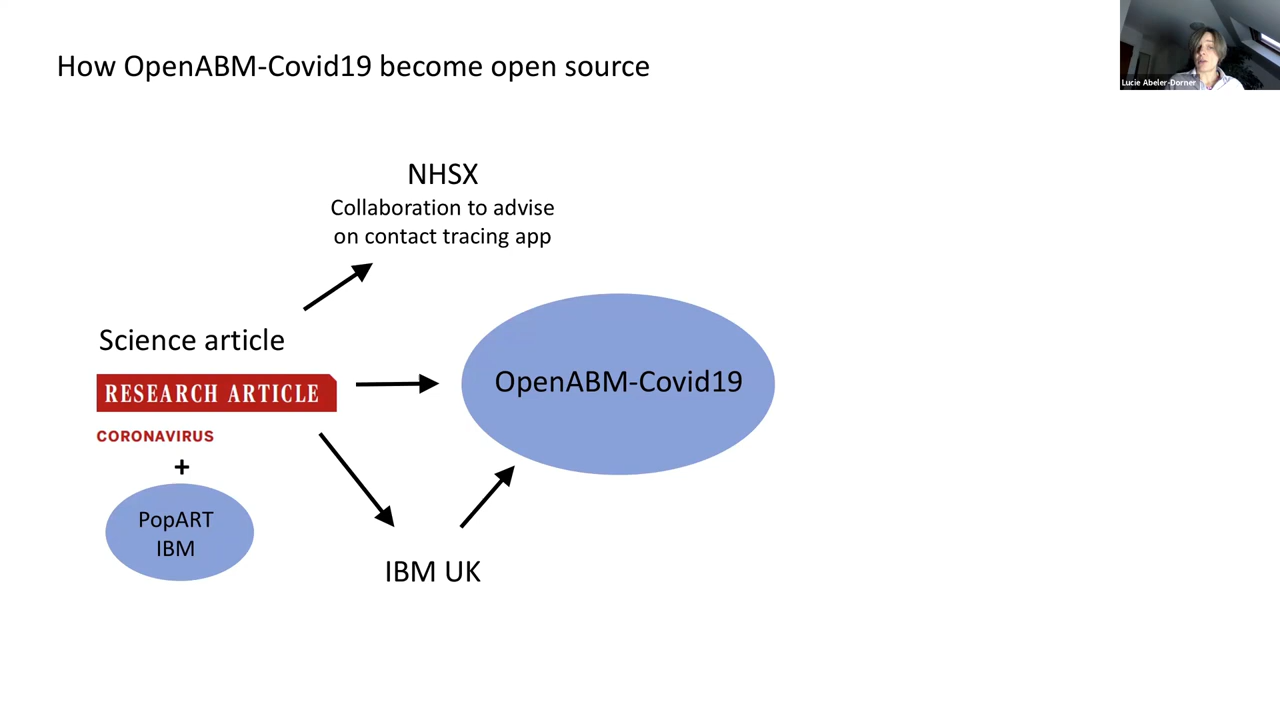 How OpenABM-Covid19 become open source
Lucie Abeler-Dorner
NHSX
Collaboration to advise
on contact tracing app
Science article
RESEARCH ARTICLE
CORONAVIRUS
+
PopART
IBM
OpenABM-Covid19
IBM UK